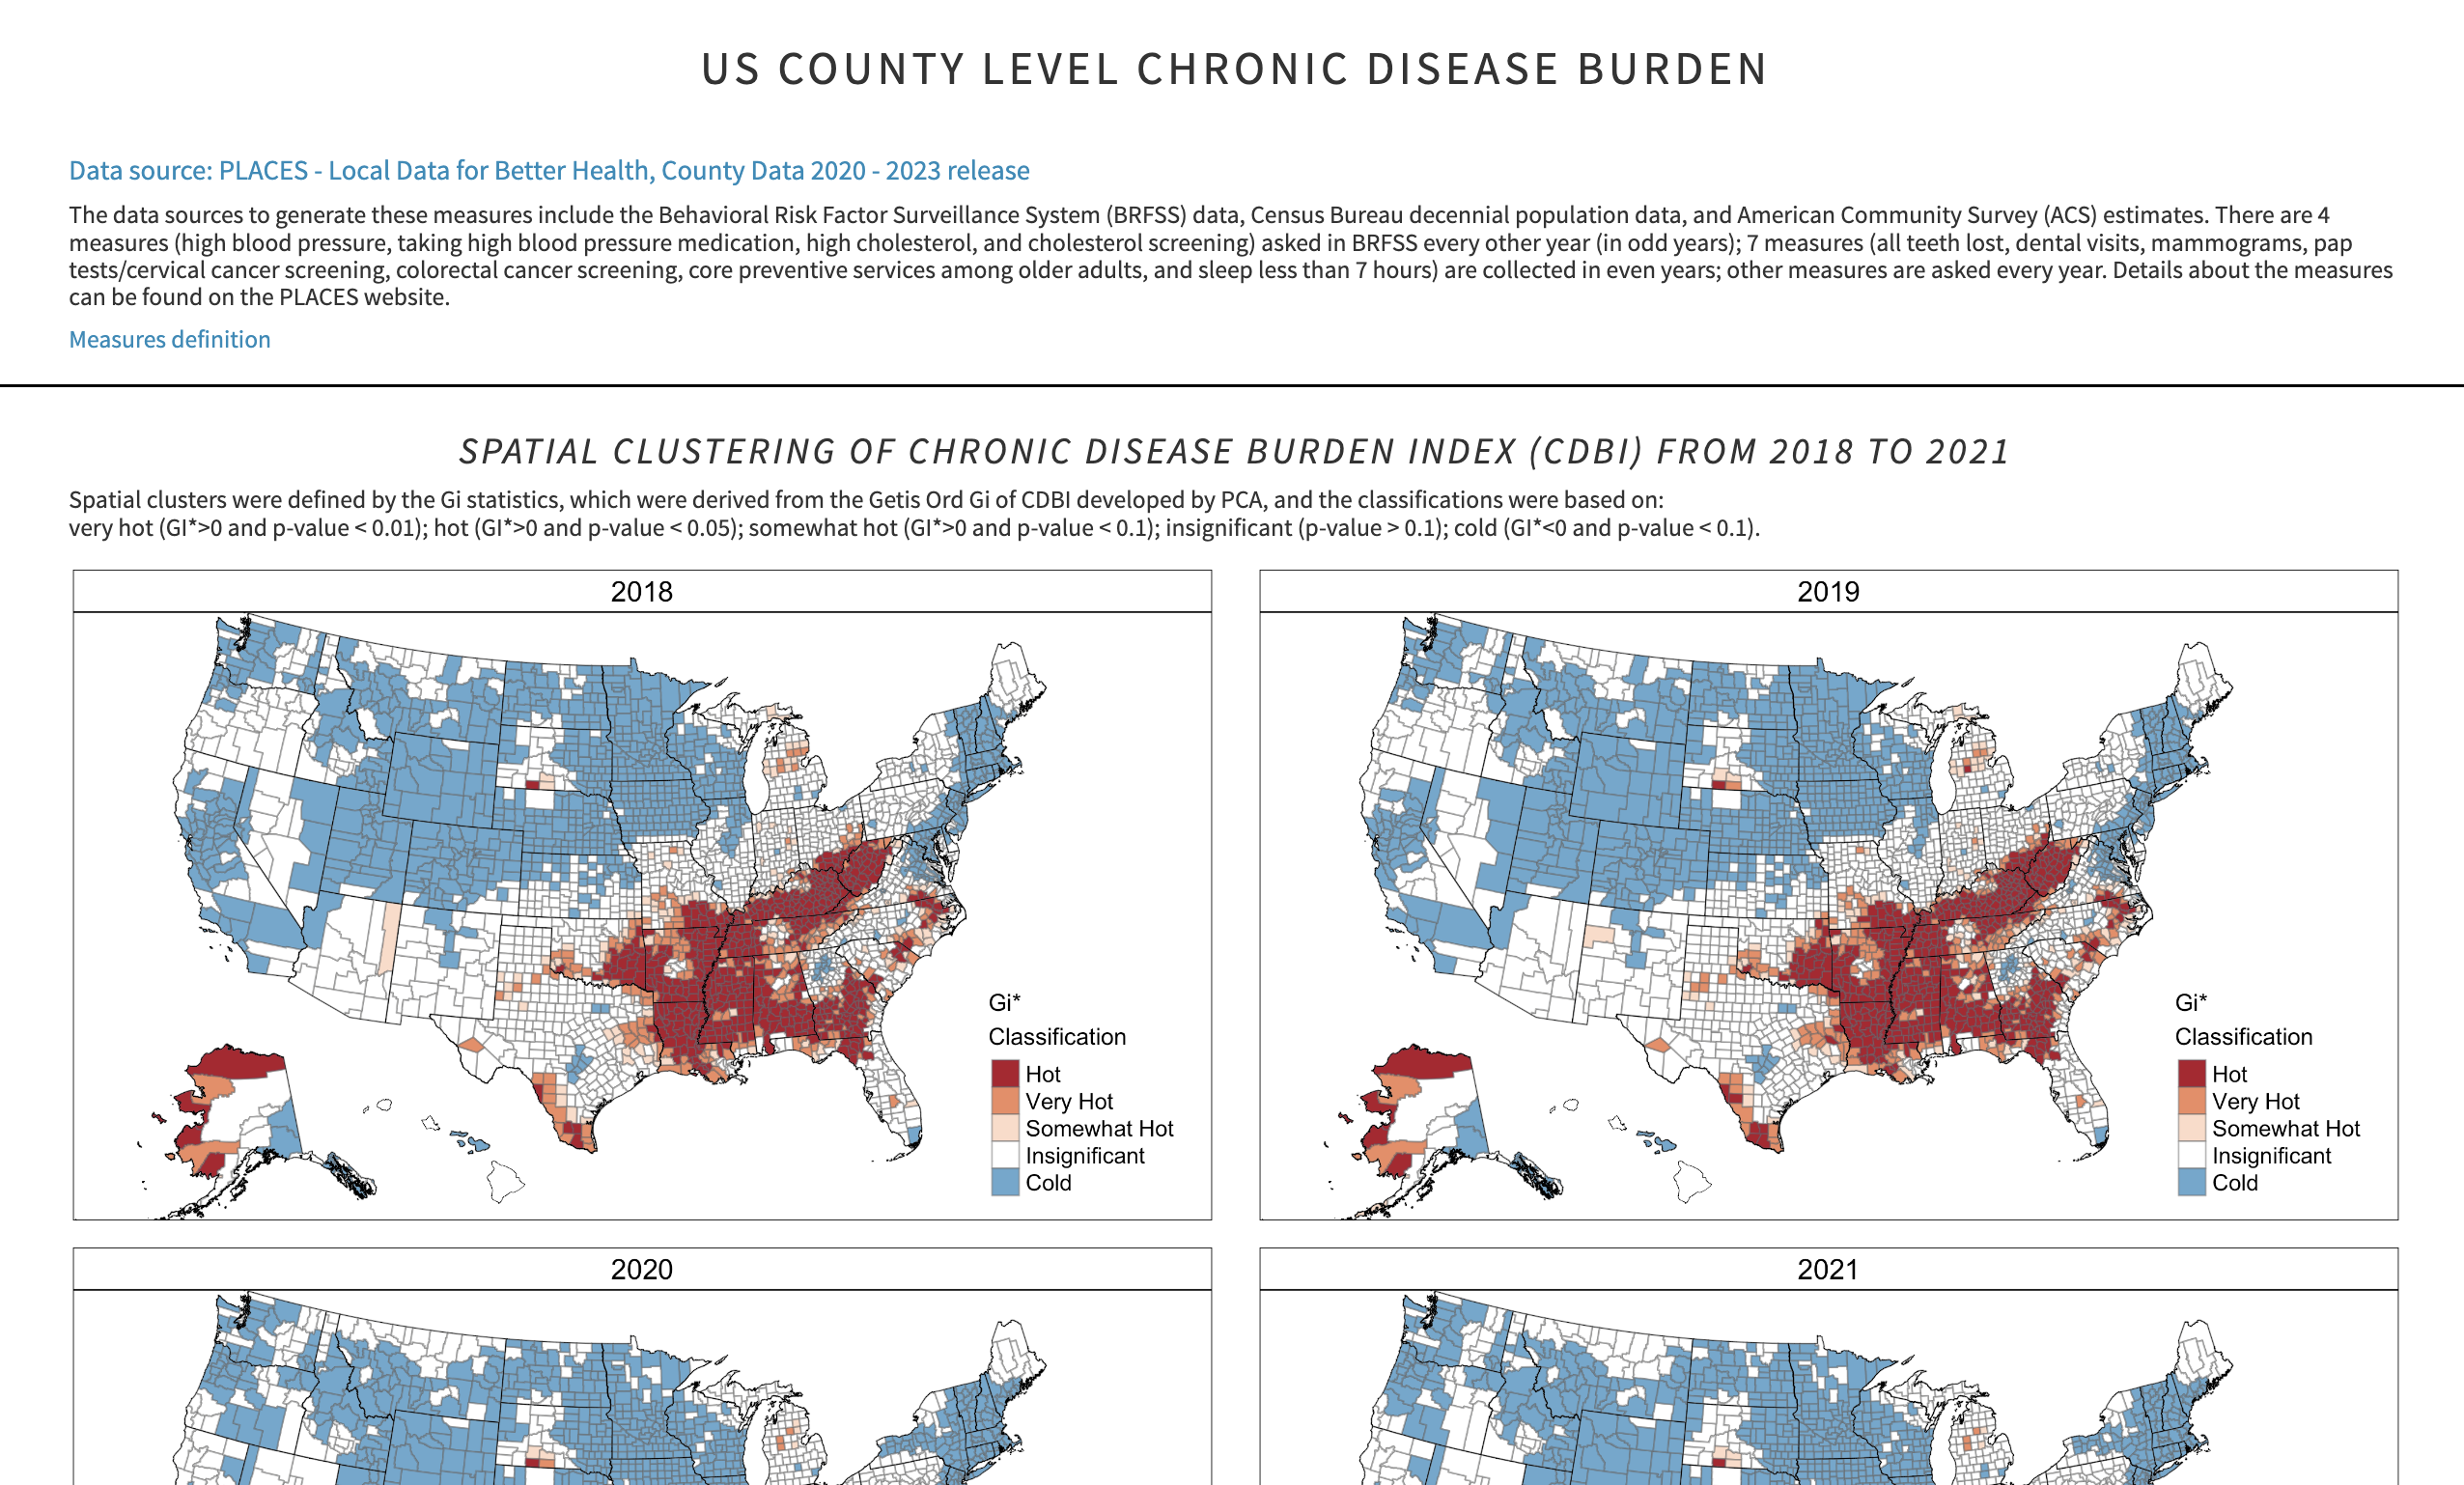 US COUNTY LEVEL CHRONIC DISEASE BURDEN
Data source: PLACES - Local Data for Better Health, County Data 2020 - 2023 release
The data sources to generate these measures include the Behavioral Risk Factor Surveillance System (BRFSS) data, Census Bureau decennial population data, and American Community Survey (ACS) estimates. There are 4
measures (high blood pressure, taking high blood pressure medication, high cholesterol, and cholesterol screening) asked in BRFSS every other year (in odd years); 7 measures (all teeth lost, dental visits, mammograms, pap
tests/cervical cancer screening, colorectal cancer screening, core preventive services among older adults, and sleep less than 7 hours) are collected in even years; other measures are asked every year. Details about the measures
can be found on the PLACES website.
Measures definition
SPATIAL CLUSTERING OF CHRONIC DISEASE BURDEN INDEX (CDBI) FROM 2018 TO 2021
Spatial clusters were defined by the Gi statistics, which were derived from the Getis Ord Gi of CDBI developed by PCA, and the classifications were based on:
very hot (GI*>0 and p-value < 0.01); hot (GI*>0 and p-value < 0.05); somewhat hot (GI*>0 and p-value < 0.1); insignificant (p-value > 0.1); cold (GI*<0 and p-value < 0.1).
2018
Gi*
Classification
Hot
Very Hot
Somewhat Hot
Insignificant
Cold
2019
Gi*
Classification
Hot
Very Hot
Somewhat Hot
Insignificant
Cold
2020
2021